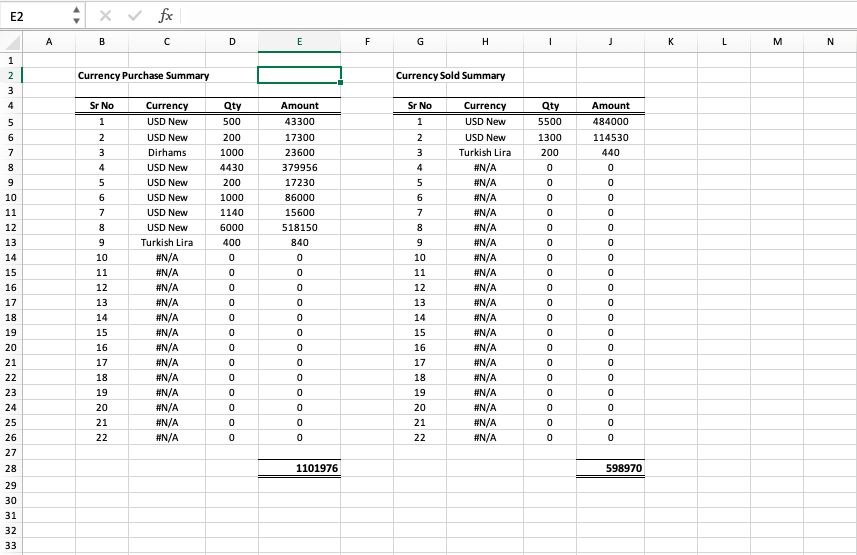 E2 fx
A B C D E F G H I J K L M N
1
2 Currency Purchase Summary Currency Sold Summary
3
4 Sr No Currency Qty Amount Sr No Currency Qty Amount
5 1 USD New 500 43300 1 USD New 5500 484000
6 2 USD New 200 17300 2 USD New 1300 114530
7 3 Dirhams 1000 23600 3 Turkish Lira 200 440
8 4 USD New 4430 379956 4 #N/A 0 0
9 5 USD New 200 17230 5 #N/A 0 0
10 6 USD New 1000 86000 6 #N/A 0 0
11 7 USD New 1140 15600 7 #N/A 0 0
12 8 USD New 6000 518150 8 #N/A 0 0
13 9 Turkish Lira 400 840 9 #N/A 0 0
14 10 #N/A 0 0 10 #N/A 0 0
15 11 #N/A 0 0 11 #N/A 0 0
16 12 #N/A 0 0 12 #N/A 0 0
17 13 #N/A 0 0 13 #N/A 0 0
18 14 #N/A 0 0 14 #N/A 0 0
19 15 #N/A 0 0 15 #N/A 0 0
20 16 #N/A 0 0 16 #N/A 0 0
21 17 #N/A 0 0 17 #N/A 0 0
22 18 #N/A 0 0 18 #N/A 0 0
23 19 #N/A 0 0 19 #N/A 0 0
24 20 #N/A 0 0 20 #N/A 0 0
25 21 #N/A 0 0 21 #N/A 0 0
26 22 #N/A 0 0 22 #N/A 0 0
27
28 1101976 598970
29
30
31
32
33